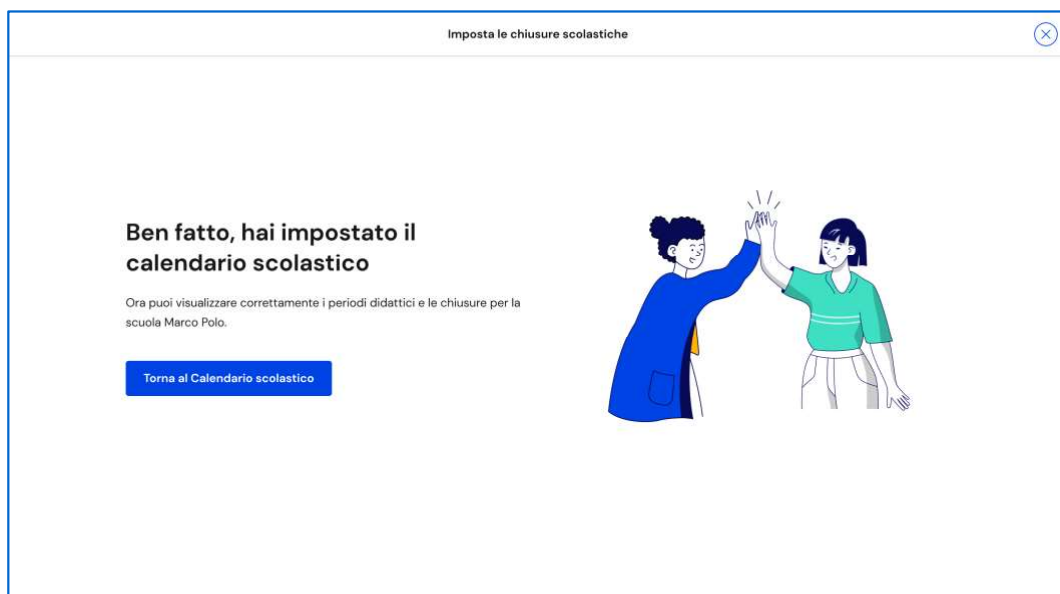 Imposta le chiusure scolastiche
Ben fatto, hai impostato il
calendario scolastico
Ora puoi visualizzare correttamente i periodi didattici e le chiusure per la
scuola Marco Polo.
Torna al Calendario scolastico